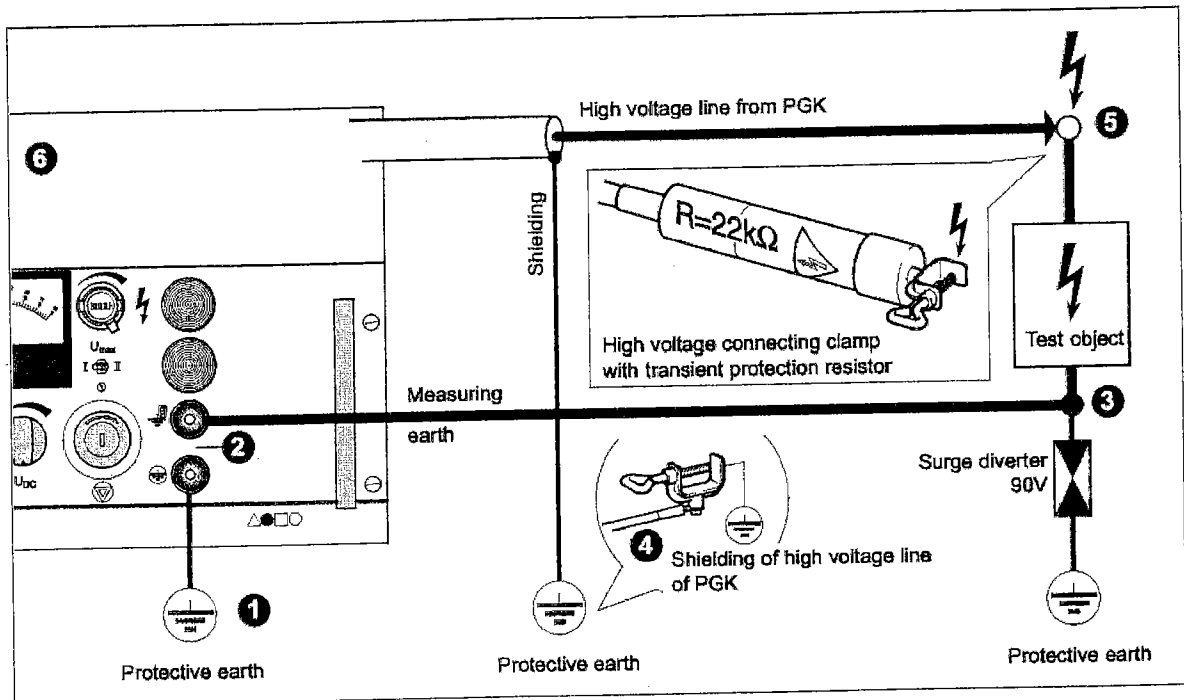 High voltage line from PGK
5
6
Shielding
R=22kΩ
High voltage connecting clamp
with transient protection resistor
Test object
Umax
I II
Measuring
earth
2
3
Surge diverter
90V
UDC
4
Shielding of high voltage line
of PGK
1
Protective earth
Protective earth
Protective earth